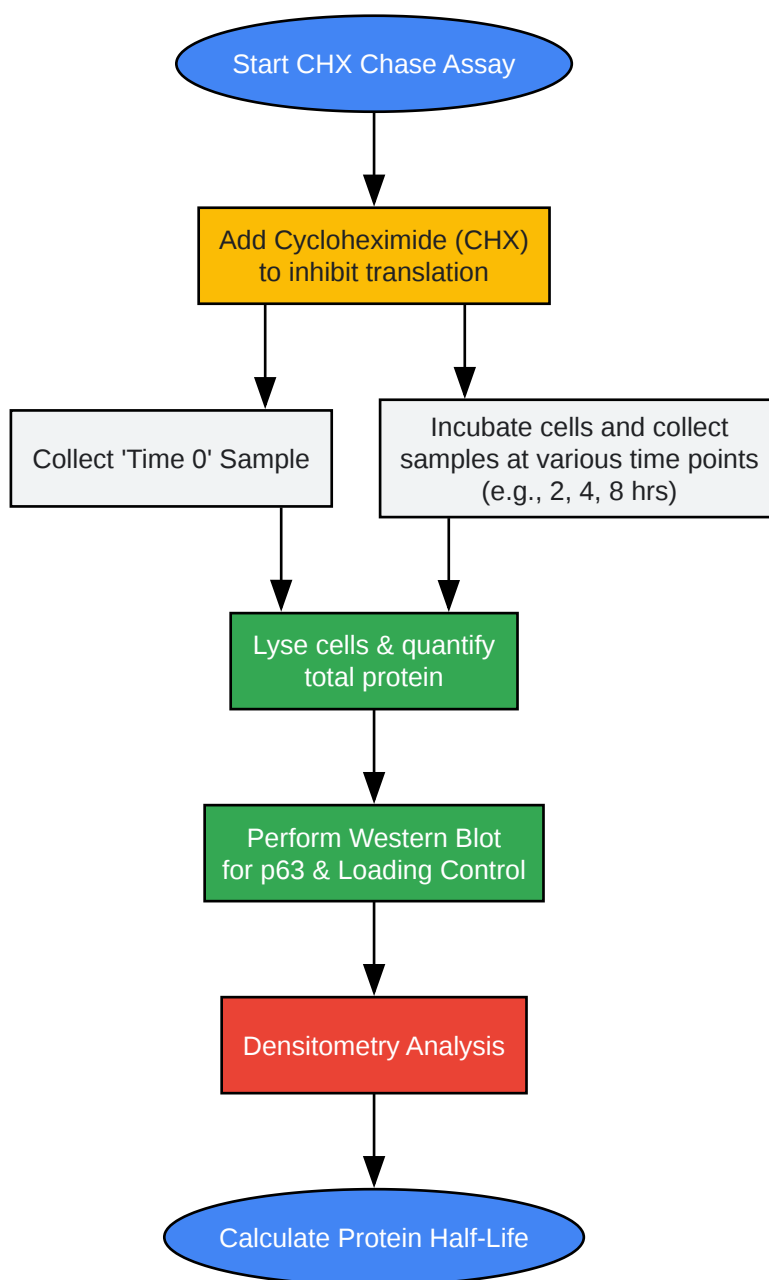 Start CHX Chase Assay
Add Cycloheximide (CHX)
to inhibit translation
Collect 'Time 0' Sample
Incubate cells and collect
samples at various time points
(e.g., 2, 4, 8 hrs)
Lyse cells & quantify
total protein
Perform Western Blot
for p63 & Loading Control
Densitometry Analysis
Calculate Protein Half-Life